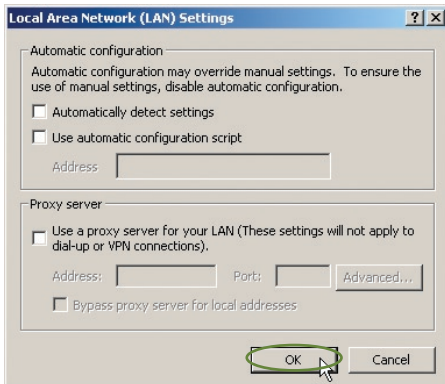 Local Area Network (LAN) Settings
Automatic configuration
Automatic configuration may override manual settings. To ensure the
use of manual settings, disable automatic configuration.
Automatically detect settings
Use automatic configuration script
Address
Proxy server
Use a proxy server for your LAN (These settings will not apply to
dial-up or VPN connections).
Address: Port: Advanced...
Bypass proxy server for local addresses
OK Cancel